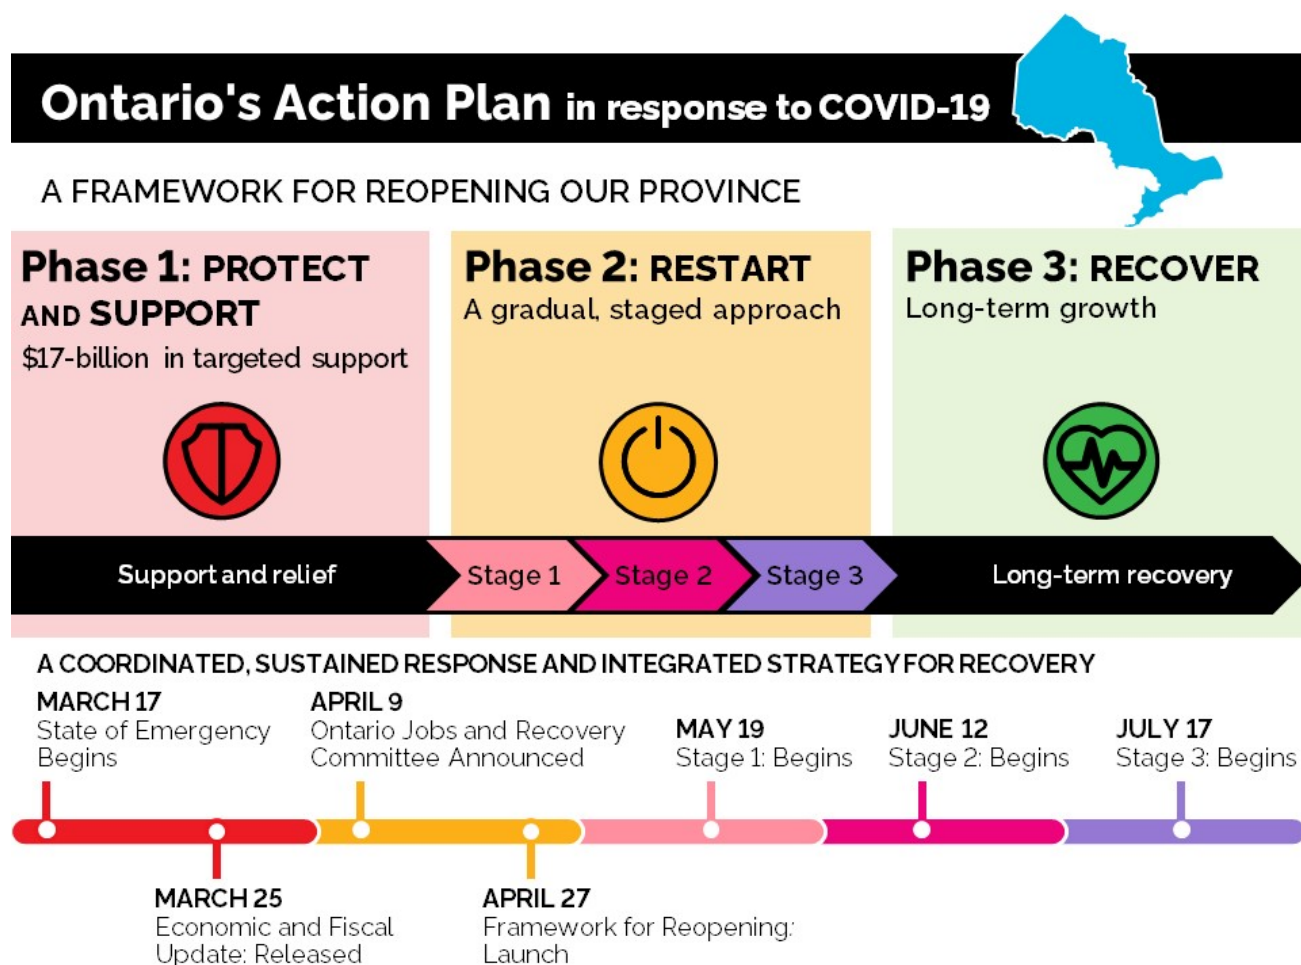 Ontario's Action Plan in response to COVID-19
A FRAMEWORK FOR REOPENING OUR PROVINCE
Phase 1: PROTECT
AND SUPPORT
$17-billion in targeted support
Phase 2: RESTART
A gradual, staged approach
Phase 3: RECOVER
Long-term growth
Support and relief
Stage 1
Stage 2
Stage 3
Long-term recovery
A COORDINATED, SUSTAINED RESPONSE AND INTEGRATED STRATEGY FOR RECOVERY
MARCH 17
State of Emergency
Begins
APRIL 9
Ontario Jobs and Recovery
Committee Announced
MAY 19
Stage 1: Begins
JUNE 12
Stage 2: Begins
JULY 17
Stage 3: Begins
MARCH 25
Economic and Fiscal
Update: Released
APRIL 27
Framework for Reopening:
Launch